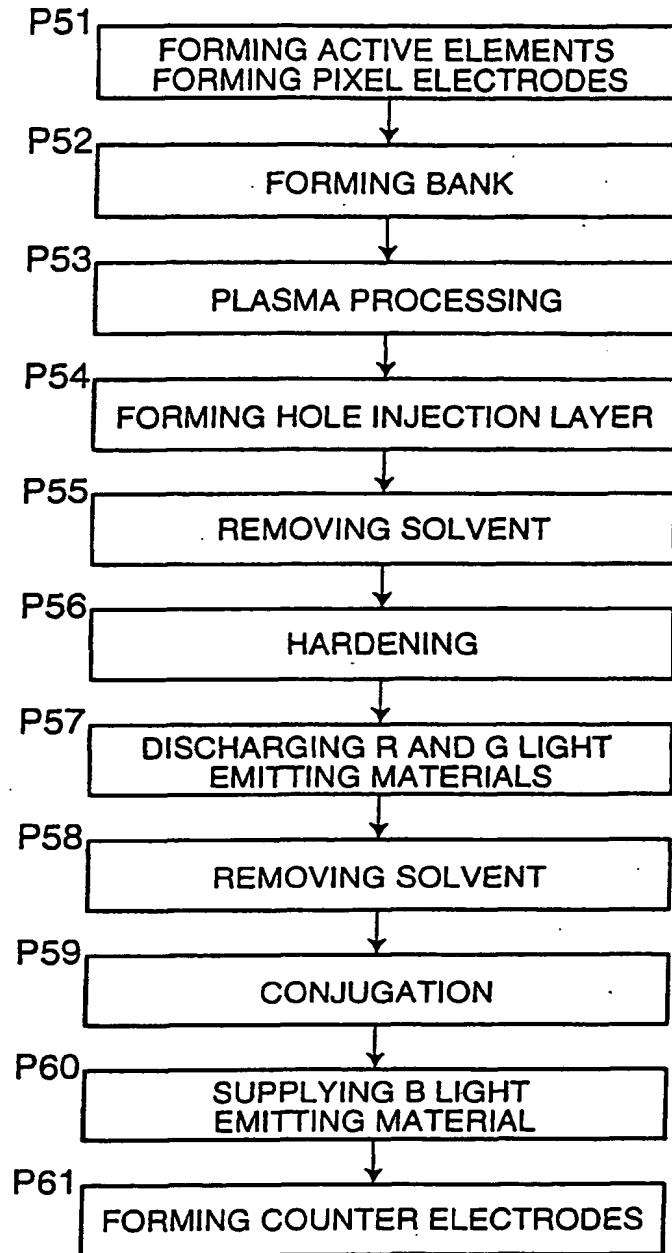 P51
FORMING ACTIVE ELEMENTS
FORMING PIXEL ELECTRODES
P52
FORMING BANK
P53
PLASMA PROCESSING
P54
FORMING HOLE INJECTION LAYER
P55
REMOVING SOLVENT
P56
HARDENING
P57
DISCHARGING R AND G LIGHT
EMITTING MATERIALS
P58
REMOVING SOLVENT
P59
CONJUGATION
P60
SUPPLYING B LIGHT
EMITTING MATERIAL
P61
FORMING COUNTER ELECTRODES